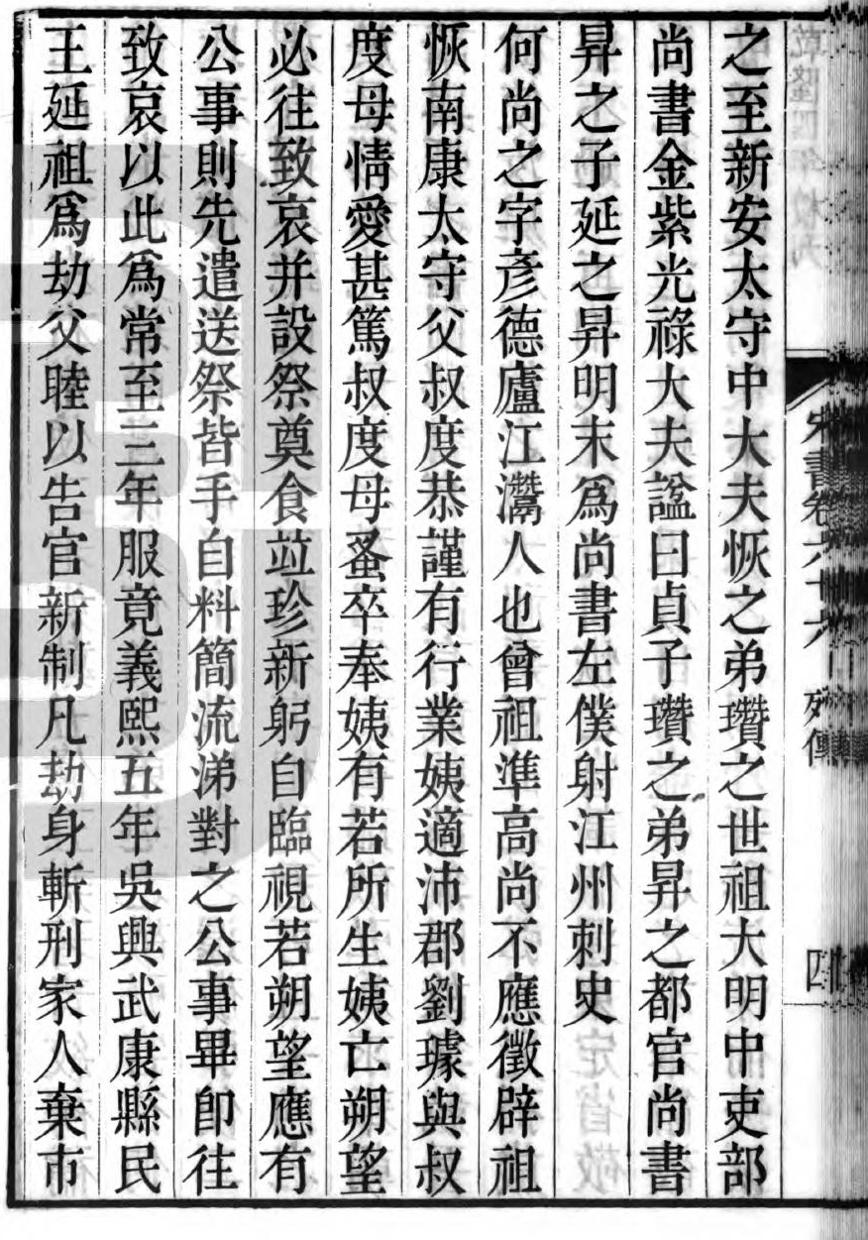 之至新安太守中大夫恢之弟瓚之世祖大明中吏部
尚書金紫光祿大夫諡曰貞子瓚之弟昇之都官尚書
昇之子延之昇明末爲尚書左僕射江州刺史
何尚之字彥德廬江灊人也曾祖準高尚不應徵辟祖
恢南康太守父叔度恭謹有行業姨適沛郡劉璩與叔
度母情愛甚篤叔度母蚤卒奉姨有若所生姨亡朔望
必往致哀并設祭奠食竝珍新躬自臨視若朔望應有
公事則先遣送祭皆手自料簡流涕對之公事畢卽往
致哀以此爲常至三年服竟義熙五年吳興武康縣民
王延祖爲劫父睦以告官新制凡劫身斬刑家人棄市